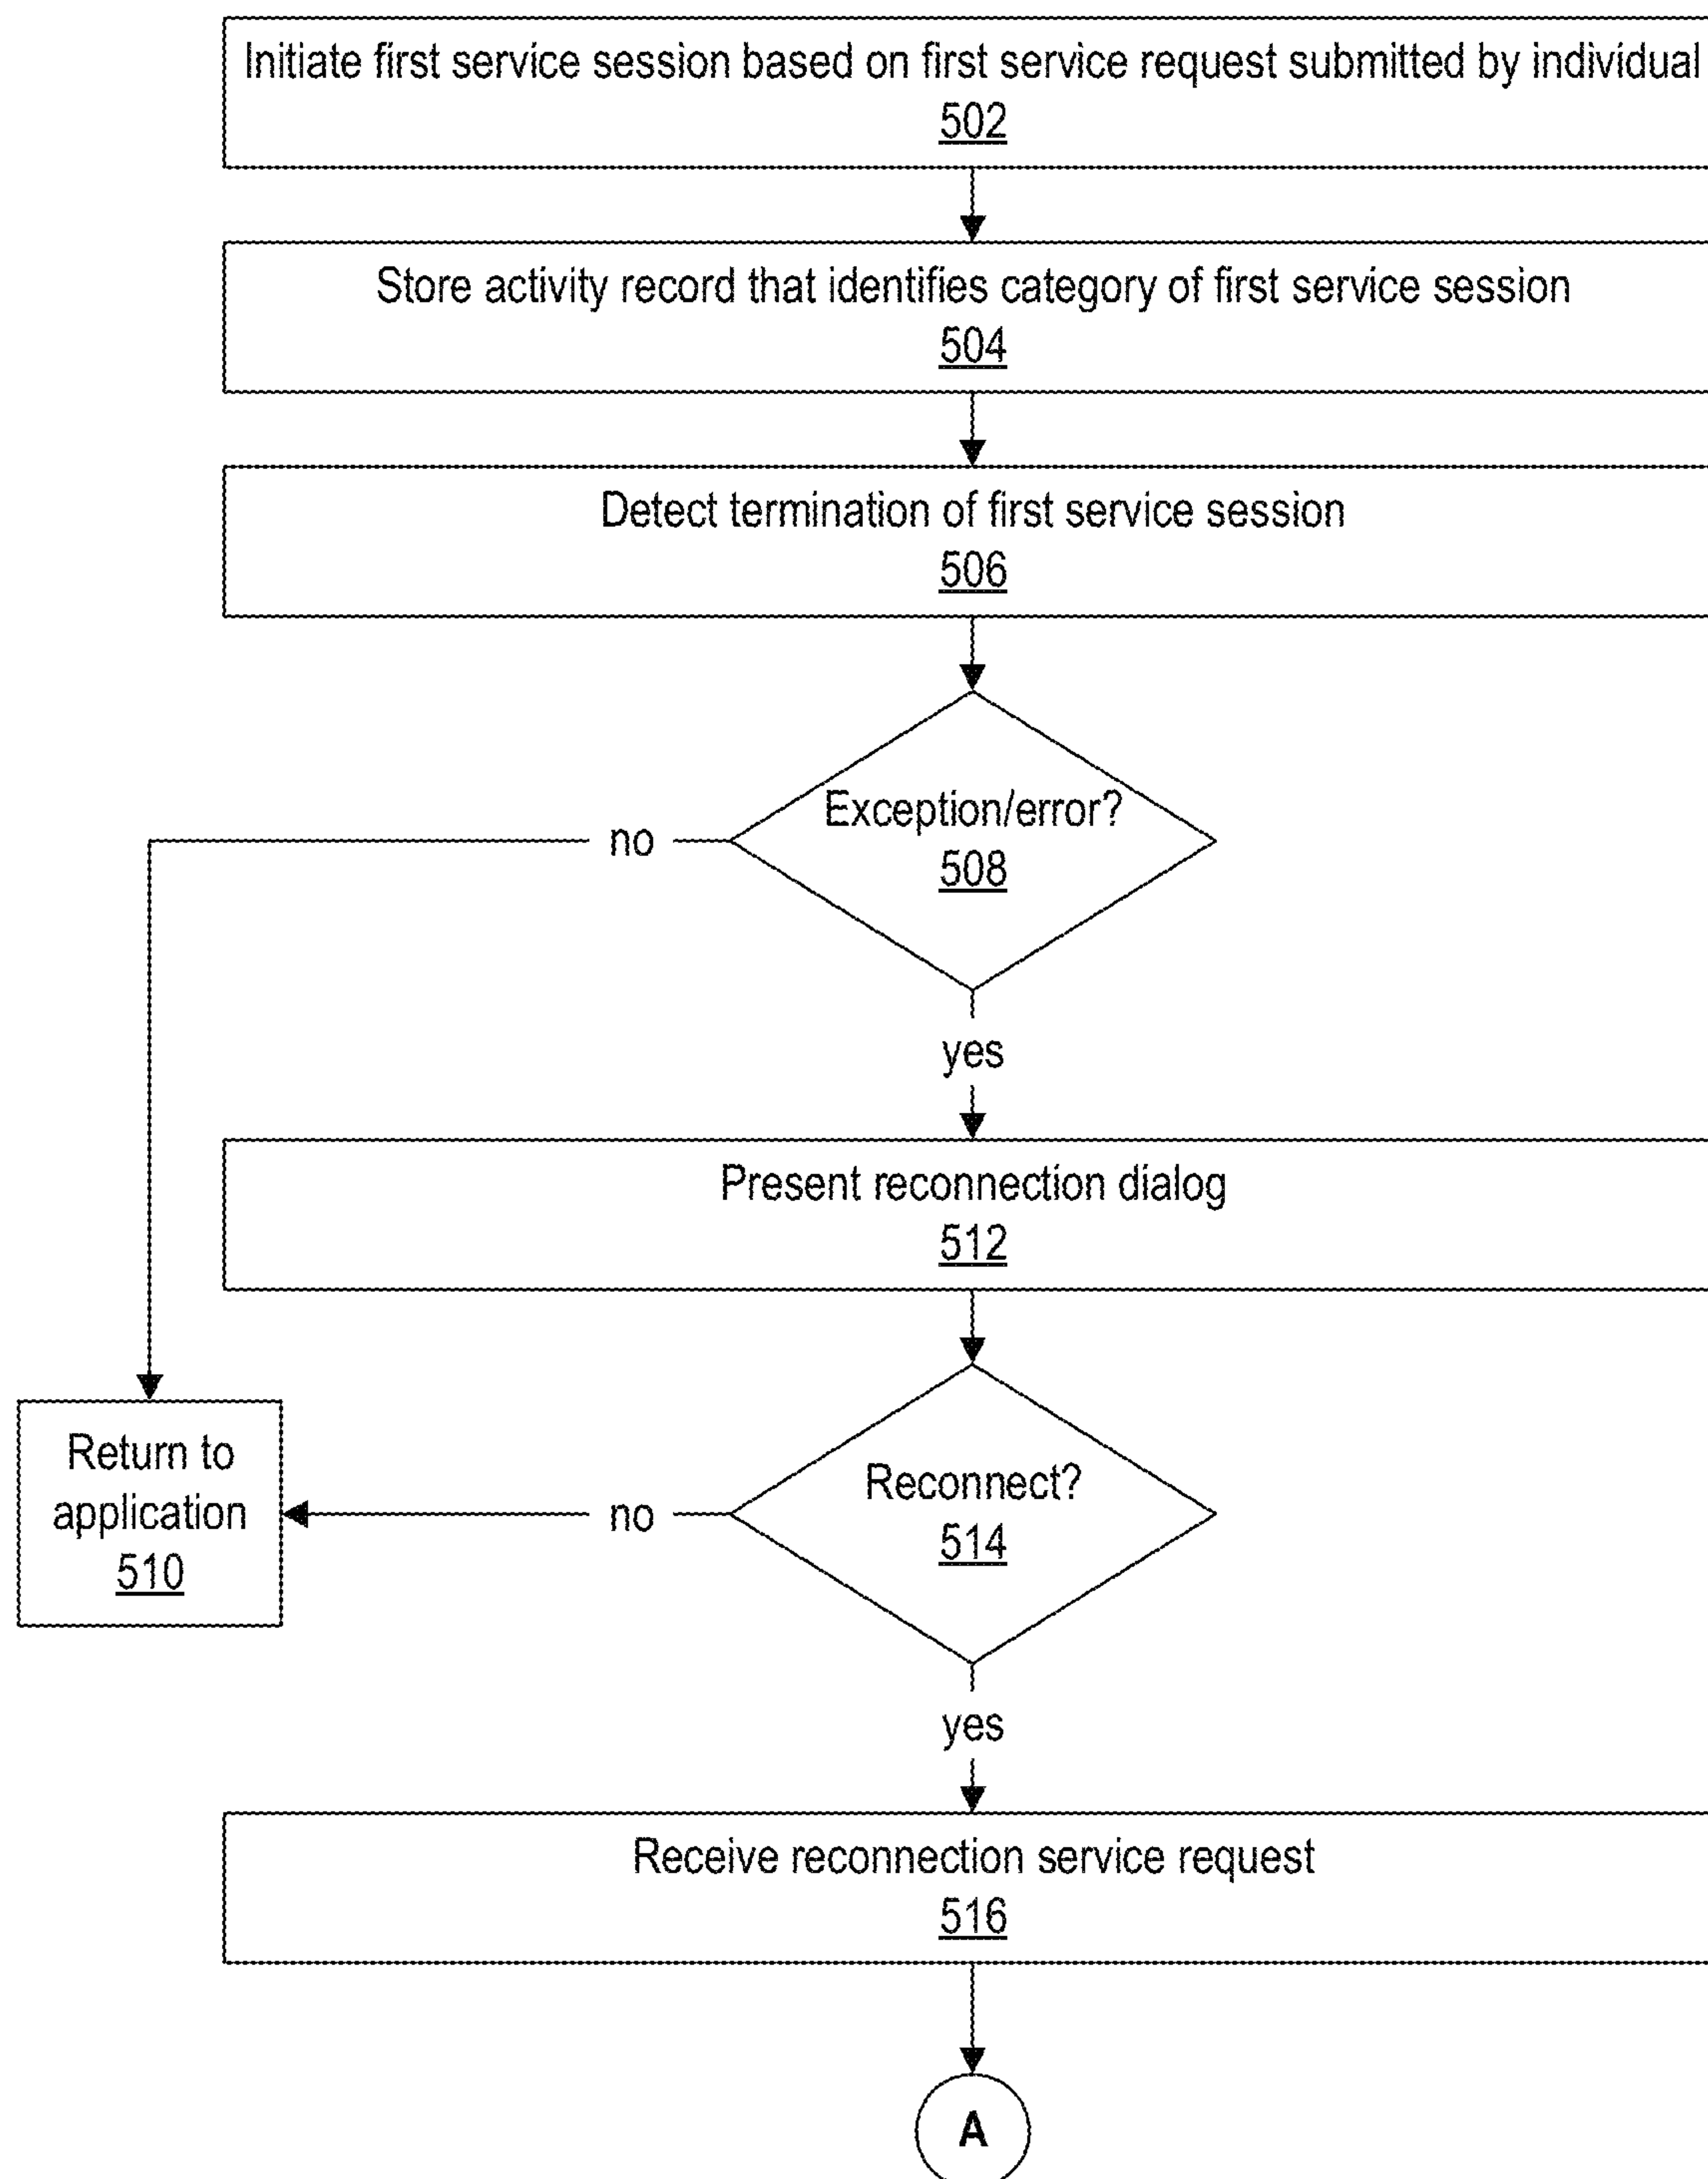 Initiate first service session based on first service request submitted by individual
502
Store activity record that identifies category of first service session
504
Detect termination of first service session
506
Exception/error?
508
no
yes
Present reconnection dialog
512
Return to
application
510
no
Reconnect?
514
yes
Receive reconnection service request
516
A